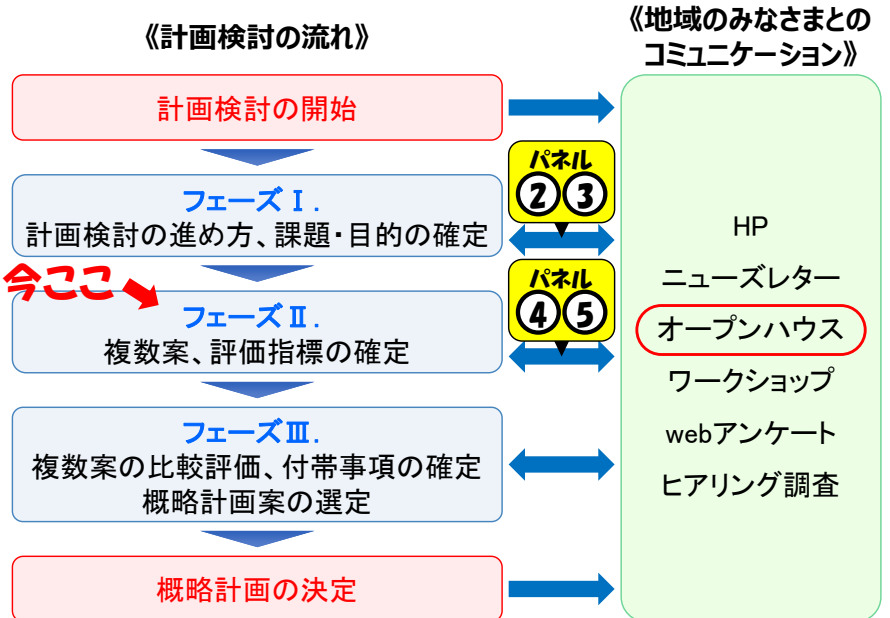 《計画検討の流れ》
《地域のみなさまとの
コミュニケーション》
計画検討の開始
パネル
②③
フェーズⅠ.
計画検討の進め方、課題・目的の確定
今ここ
パネル
④⑤
フェーズⅡ.
複数案、評価指標の確定
フェーズⅢ.
複数案の比較評価、付帯事項の確定
概略計画案の選定
概略計画の決定
HP
ニューズレター
オープンハウス
ワークショップ
webアンケート
ヒアリング調査